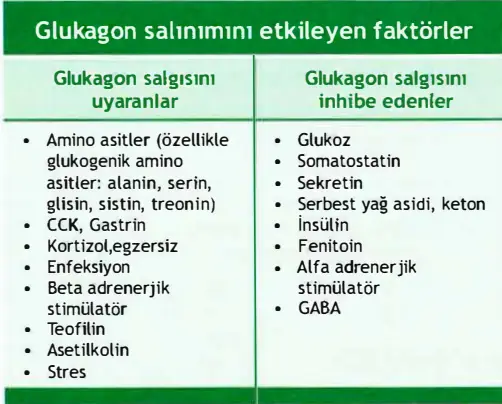 Glukagon salınımını etkileyen faktörler
Glukagon salgısını
uyaranlar
• Amino asitler (özellikle
glukogenik amino
asitler: alanin, serin,
glisin, sistin, treonin)
• CCK, Gastrin
• Kortizol,egzersiz
• Enfeksiyon
• Beta adrenerjik
stimülatör
• Teofilin
• Asetilkolin
• Stres
Glukagon salgısını
inhibe edenler
• Glukoz
• Somatostatin
• Sekretin
• Serbest yağ asidi, keton
• İnsülin
• Fenitoin
• Alfa adrenerjik
stimülatör
• GABA